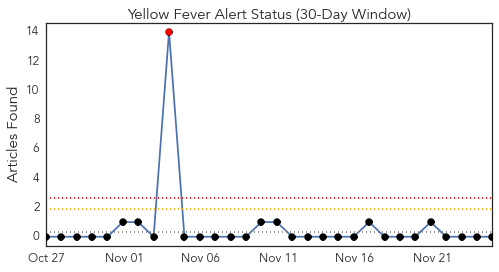 Yellow Fever Alert Status (30-Day Window)
Articles Found
14
12
10
8
6
4
2
0
Oct 27 Nov 01 Nov 06 Nov 11 Nov 16 Nov 21